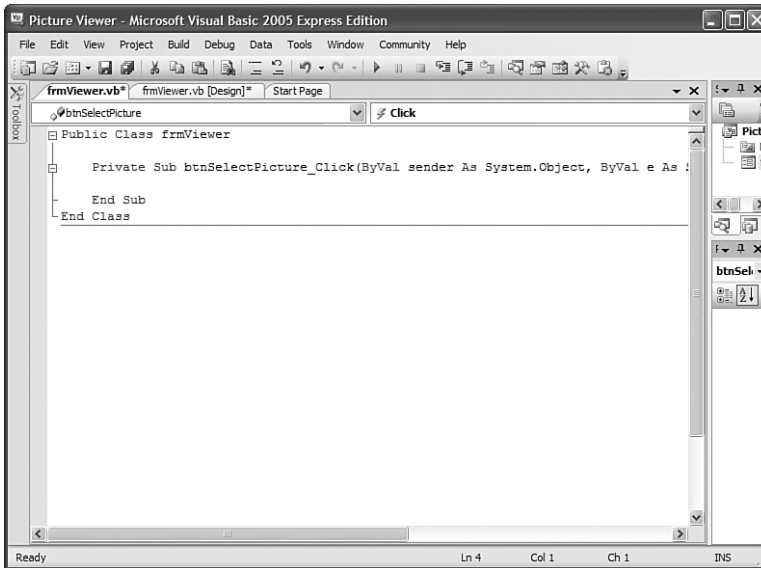 Picture Viewer - Microsoft Visual Basic 2005 Express Edition
File Edit View Project Build Debug Data Tools Window Community Help
frmViewer.vb* frmViewer.vb [Design]* Start Page
Toolbox
btnSelectPicture Click
Pict
Public Class frmViewer
Private Sub btnSelectPicture_Click(ByVal sender As System.Object, ByVal e As
End Sub
End Class
btnSel
Ready Ln 4 Col 1 Ch 1 INS